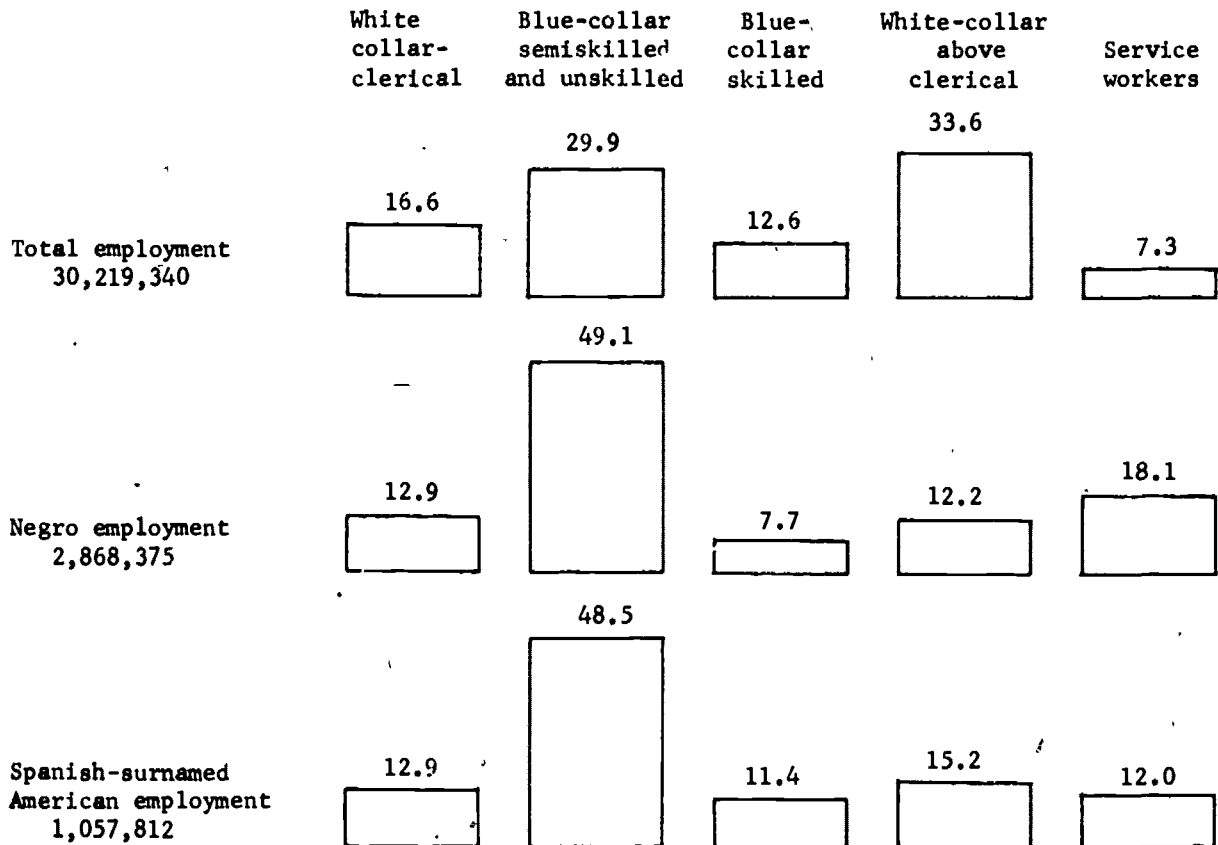 White collar-clerical
Blue-collar semiskilled and unskilled
Blue-collar skilled
White-collar above clerical
Service workers
Total employment
30,219,340
16.6
29.9
12.6
33.6
7.3
Negro employment
2,868,375
12.9
49.1
7.7
12.2
18.1
Spanish-surnamed
American employment
1,057,812
12.9
48.5
11.4
15.2
12.0